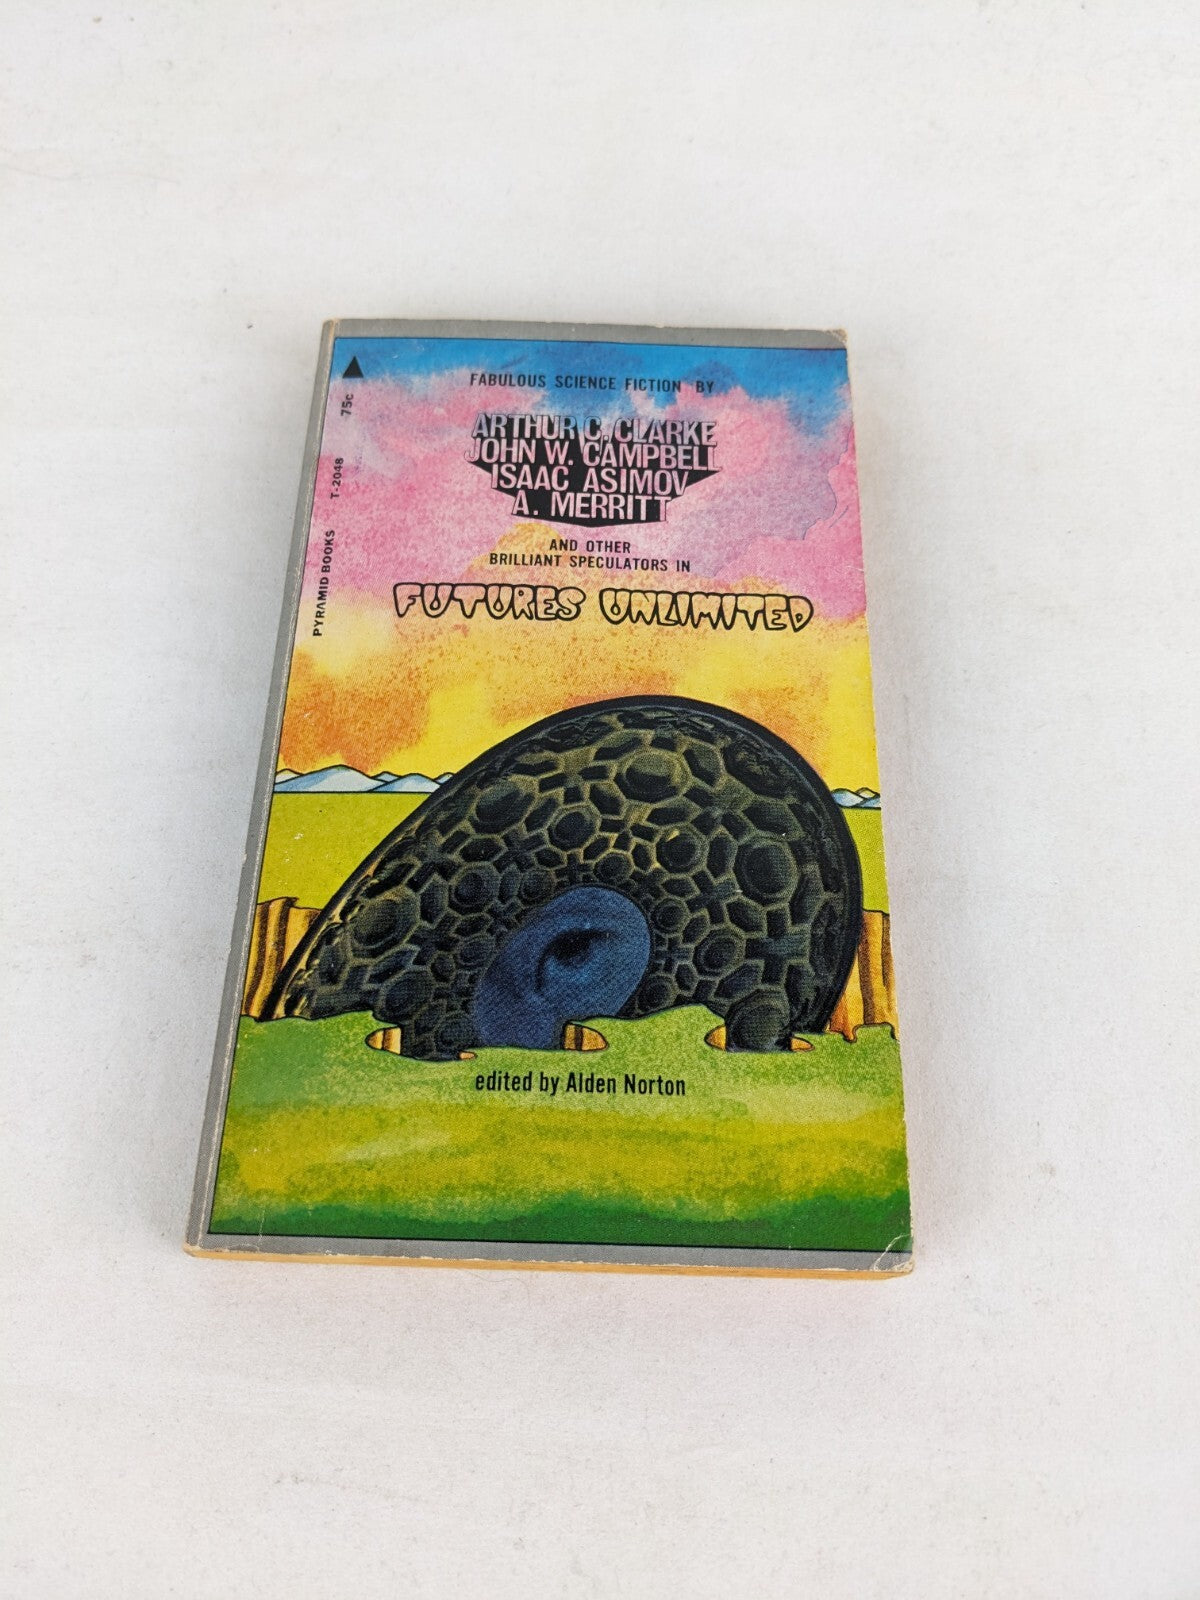 FABULOUS SCIENCE FICTION BY
ARTHUR C. CLARKE
JOHN W. CAMPBELL
ISAAC ASIMOV
A. MERRITT
AND OTHER
BRILLIANT SPECULATORS IN
FUTURES UNLIMITED
edited by Alden Norton
75c
T-2048
PYRAMID BOOKS